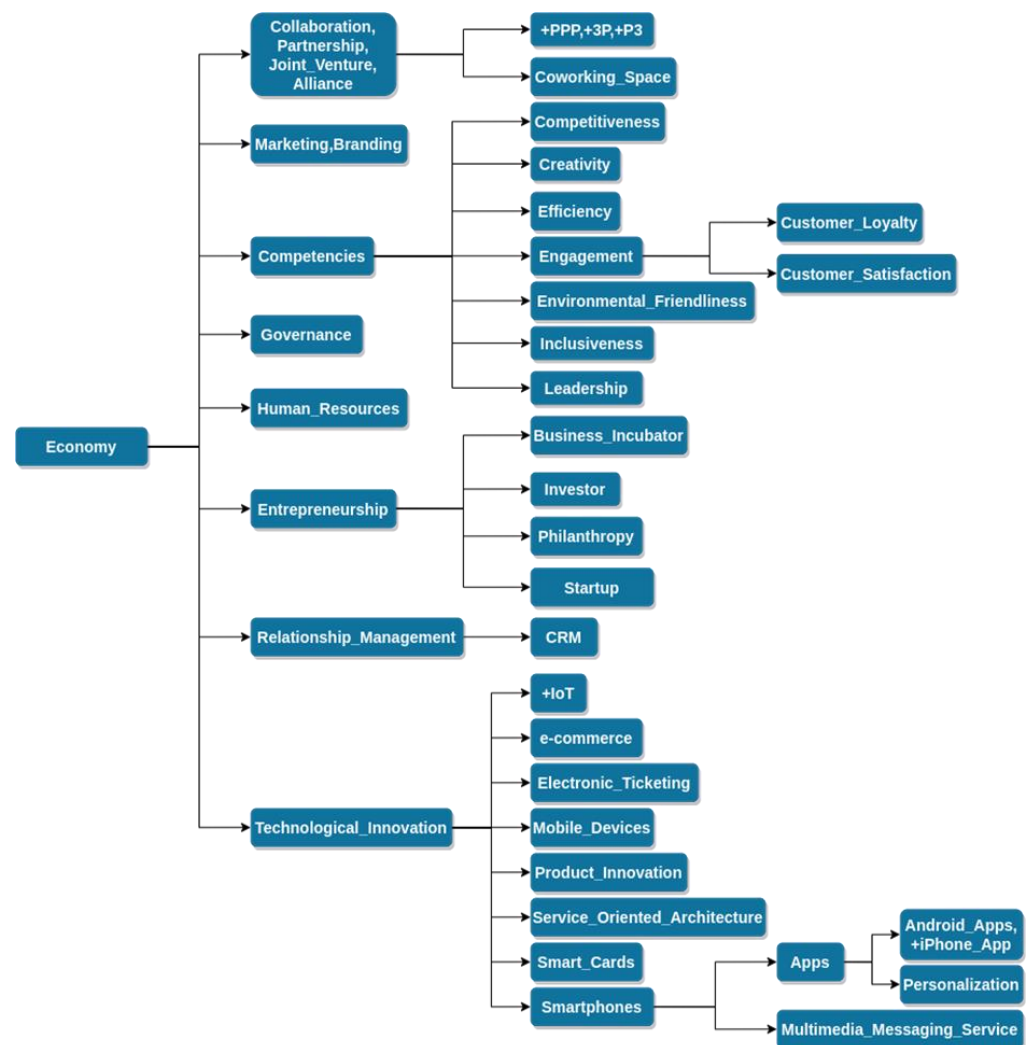 Collaboration,
Partnership,
Joint_Venture,
Alliance
+PPP,+3P,+P3
Coworking_Space
Marketing,Branding
Competitiveness
Creativity
Efficiency
Competencies
Engagement
Customer_Loyalty
Customer_Satisfaction
Environmental_Friendliness
Governance
Inclusiveness
Leadership
Human_Resources
Economy
Business_Incubator
Entrepreneurship
Investor
Philanthropy
Startup
Relationship_Management
CRM
+IoT
e-commerce
Electronic_Ticketing
Technological_Innovation
Mobile_Devices
Product_Innovation
Service_Oriented_Architecture
Smart_Cards
Smartphones
Apps
Android_Apps,
+iPhone_App
Personalization
Multimedia_Messaging_Service